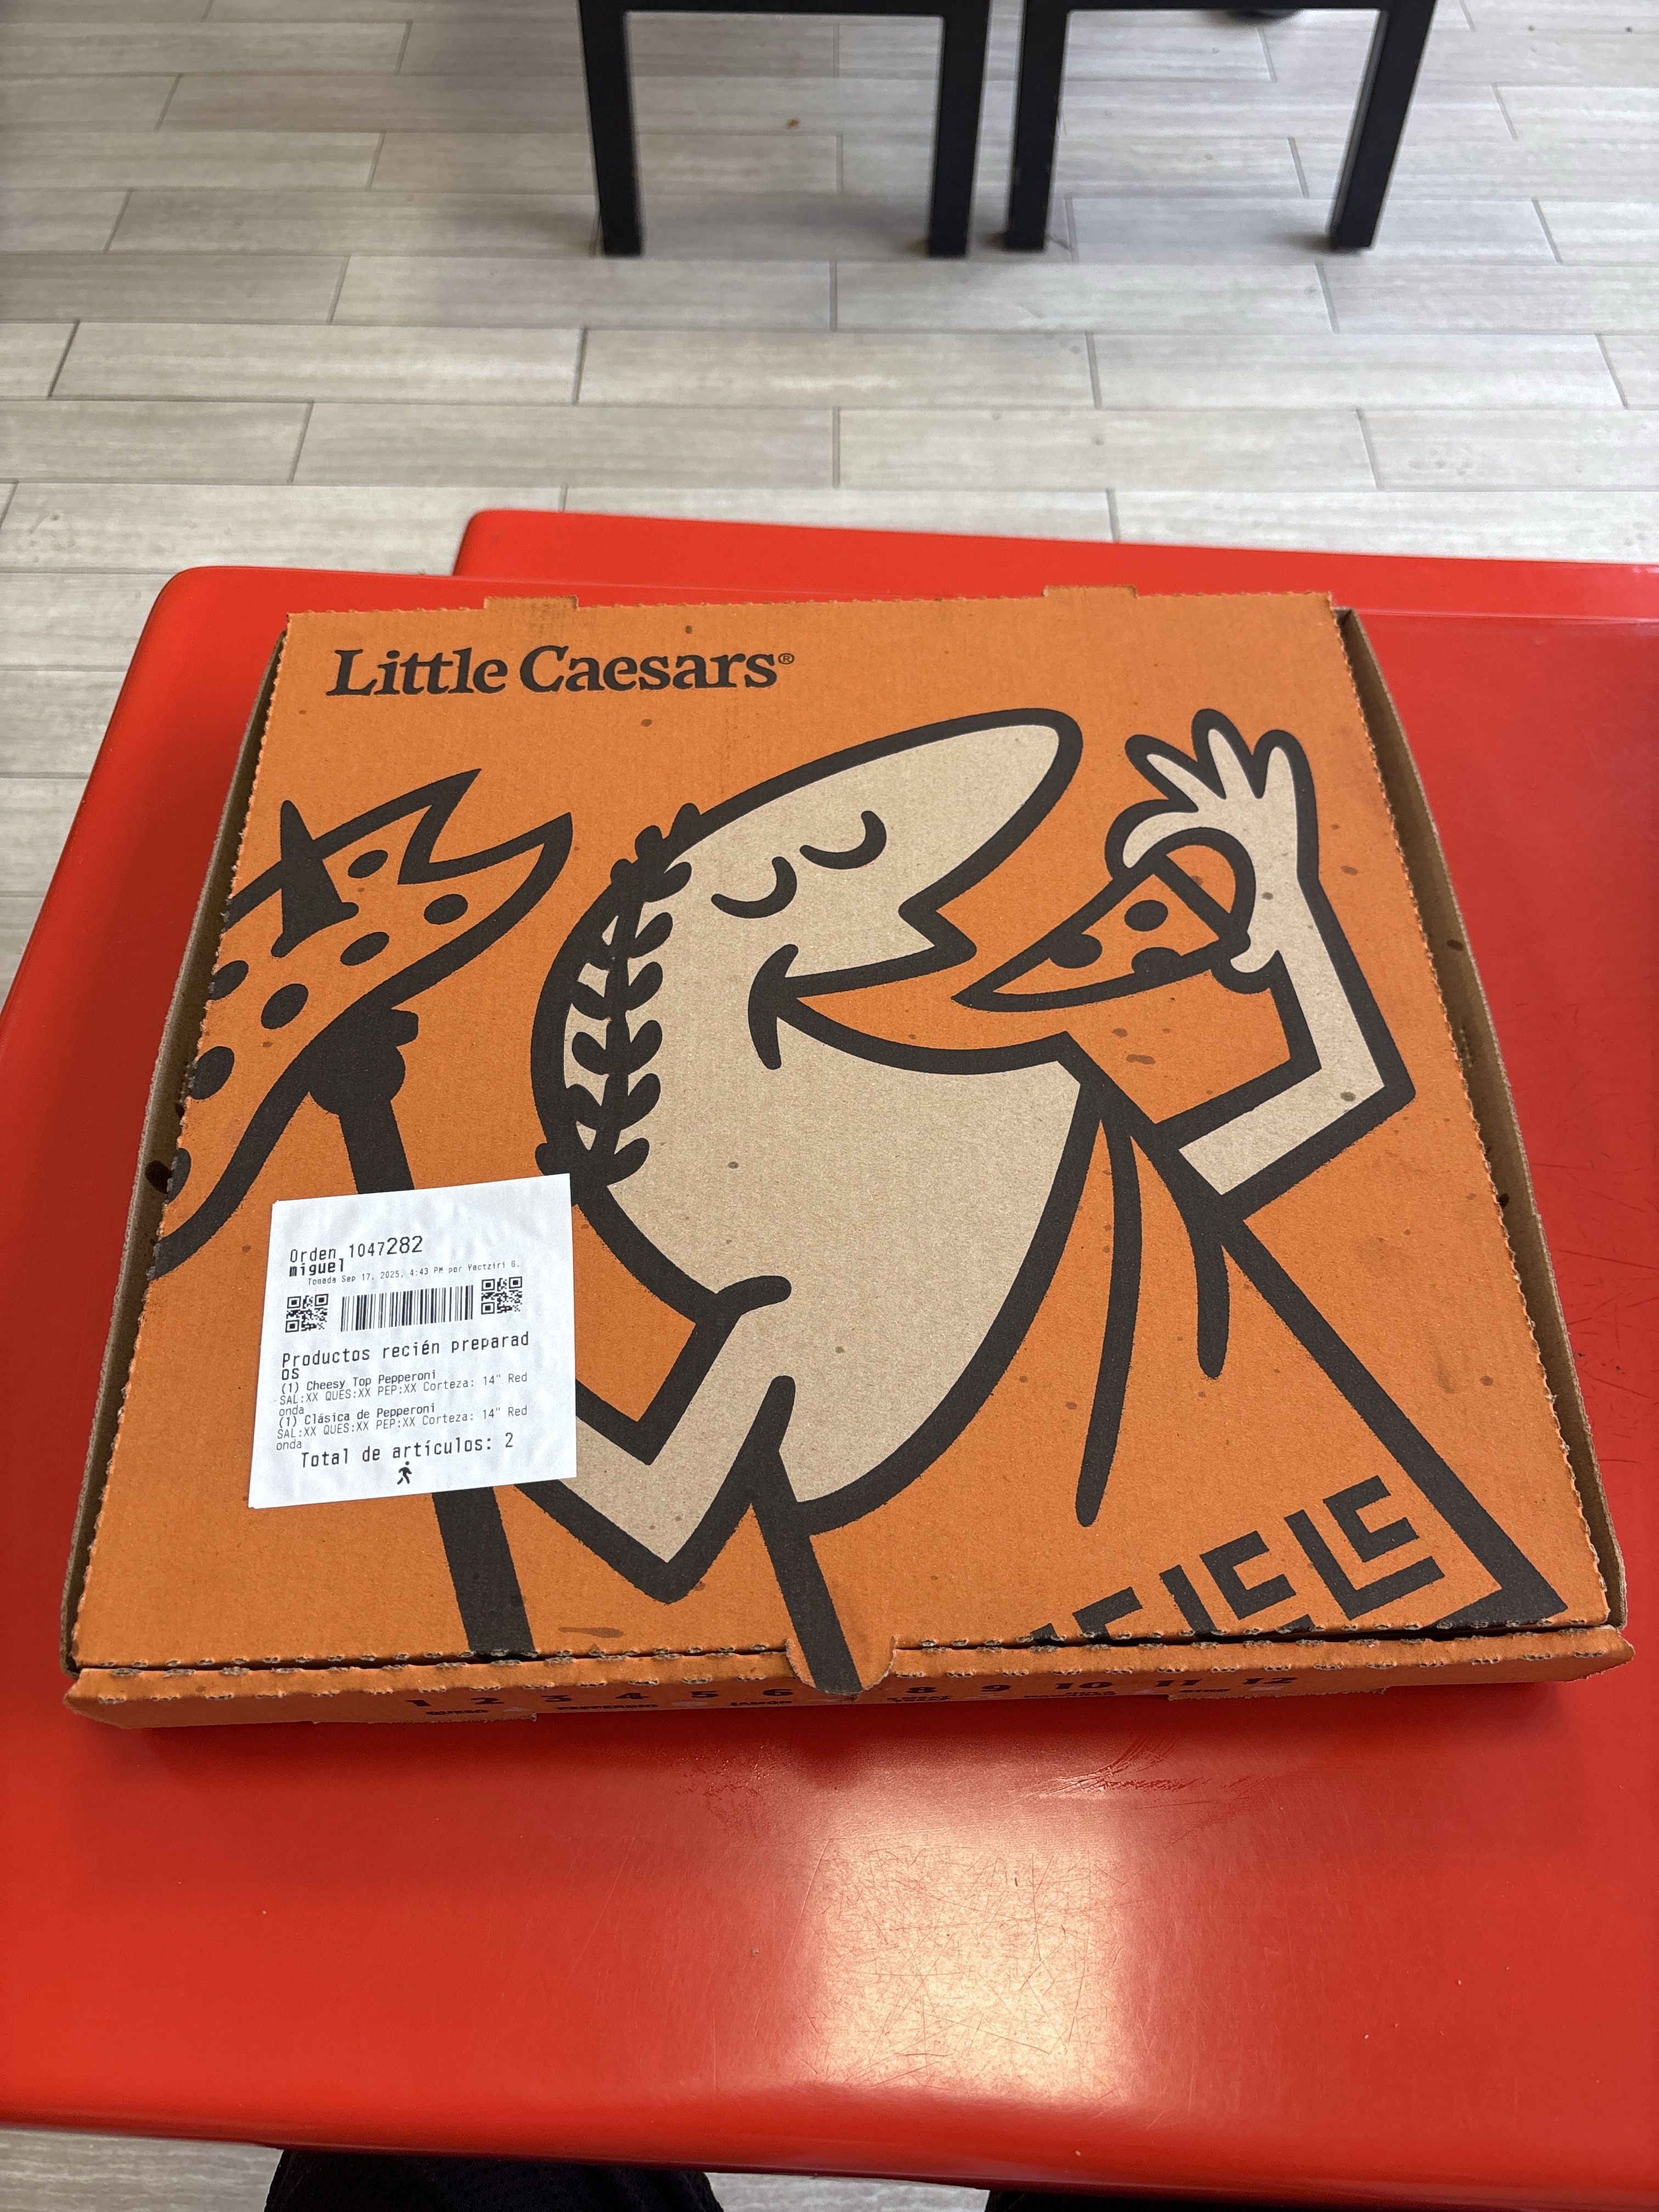 Little Caesars®
Orden 1047282
miguel
Tomada Sep 17, 2025, 4:43 PM por Yactziri G.
Productos recién preparad
os
(1) Cheesy Top Pepperoni
SAL:XX QUES:XX PEP:XX Corteza: 14" Red
onda
(1) Clásica de Pepperoni
SAL:XX QUES:XX PEP:XX Corteza: 14" Red
onda
Total de artículos: 2
1 2 3 4 5 6 8 9 10 11 12
QUESO PEPPERONI JAMÓN